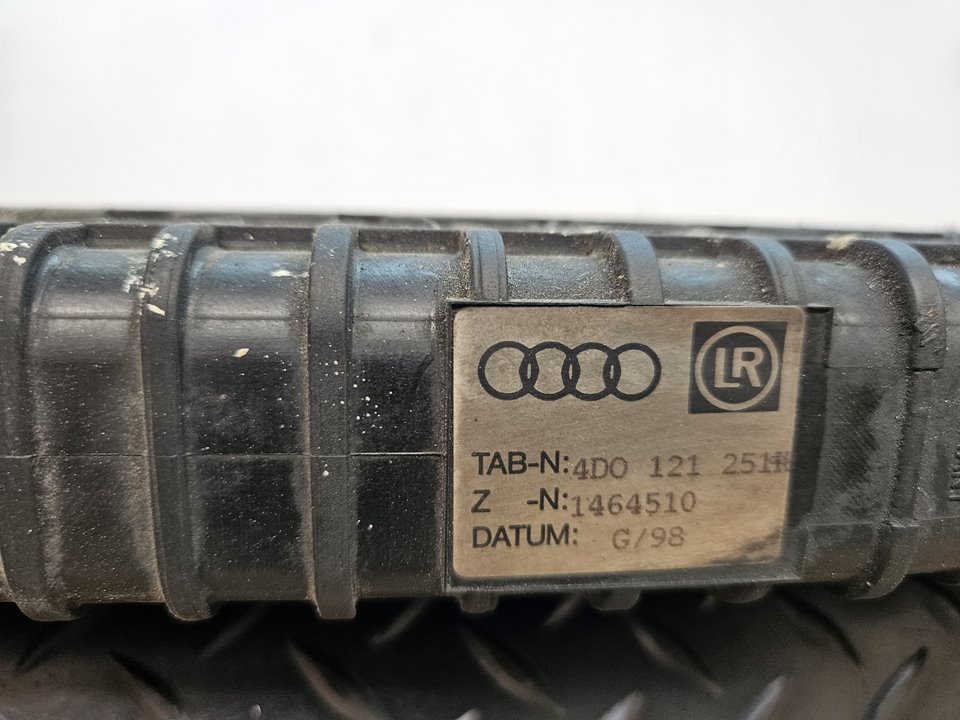 LR
TAB-N: 4D0 121 251
Z -N: 1464510
DATUM: G/98